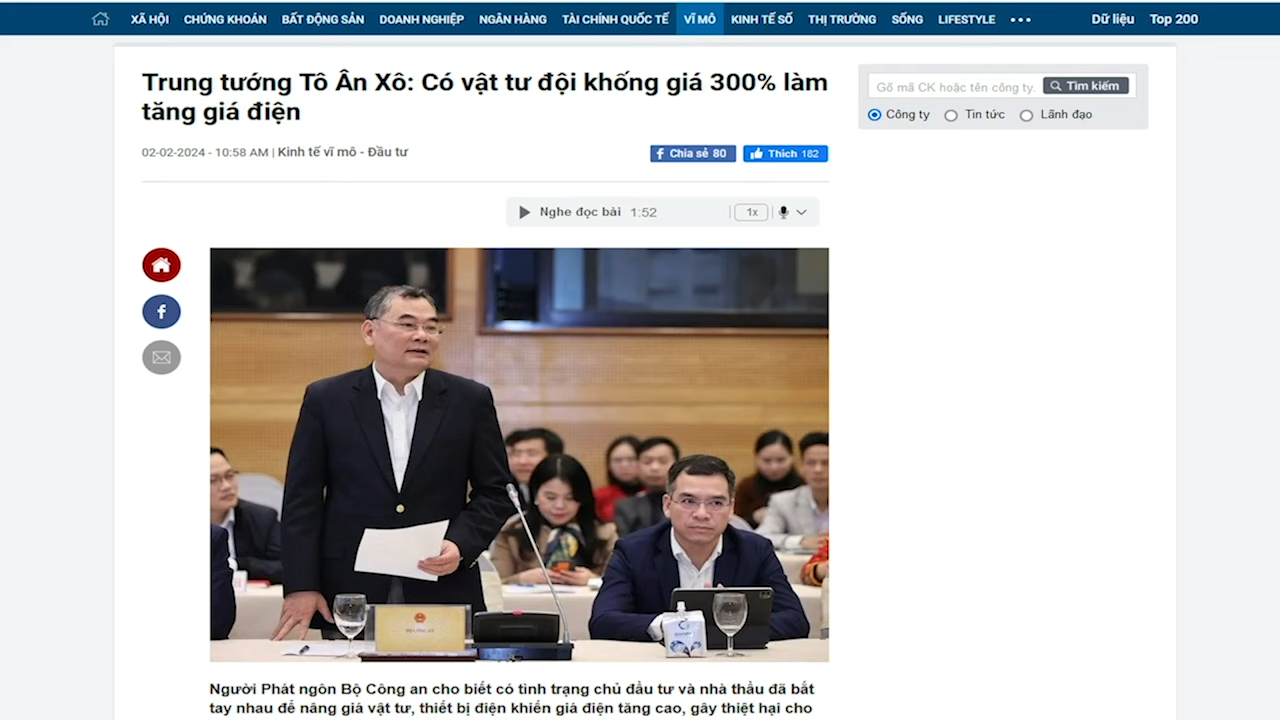 XÃ HỘI CHỨNG KHOÁN BẤT ĐỘNG SẢN DOANH NGHIỆP NGÂN HÀNG TÀI CHÍNH QUỐC TẾ VĨ MÔ KINH TẾ SỐ THỊ TRƯỜNG SỐNG LIFESTYLE ••• Dữ liệu Top 200
Trung tướng Tô Ân Xô: Có vật tư đội khống giá 300% làm
tăng giá điện
02-02-2024 - 10:58 AM | Kinh tế vĩ mô - Đầu tư
Chia sẻ 80 Thích 182
Nghe đọc bài 1:52 1x
Gõ mã CK hoặc tên công ty. Tìm kiếm
Công ty Tin tức Lãnh đạo
Người Phát ngôn Bộ Công an cho biết có tình trạng chủ đầu tư và nhà thầu đã bắt
tay nhau để nâng giá vật tư, thiết bị điện khiến giá điện tăng cao, gây thiệt hại cho